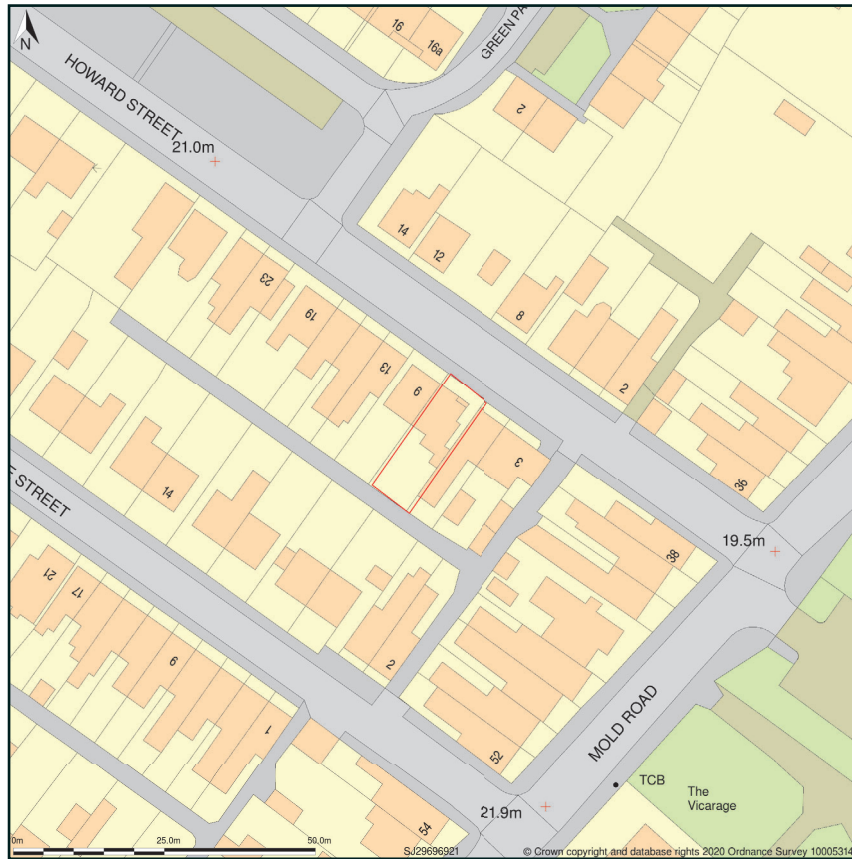 16
16a
GREEN PA
N
HOWARD STREET
21.0m
2
14
12
23
8
19
13
9
2
3
36
E STREET
14
19.5m
38
21
17
9
2
1
MOLD ROAD
52
TCB
The
Vicarage
54
21.9m
0m
25.0m
50.0m
SJ29696921
© Crown copyright and database rights 2020 Ordnance Survey 10005314